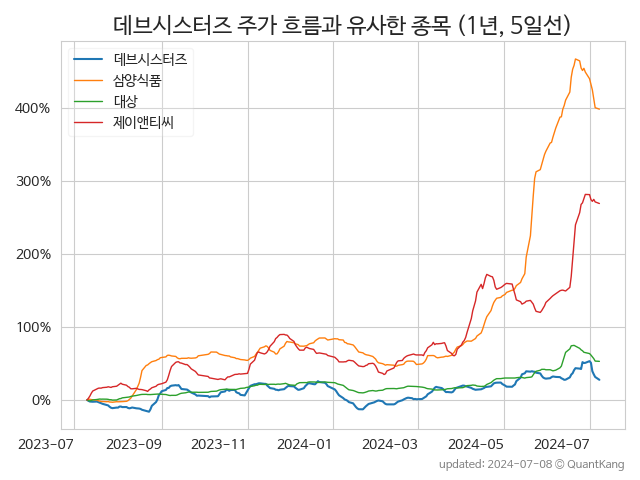 데브시스터즈 주가 흐름과 유사한 종목 (1년, 5일선)
데브시스터즈
삼양식품
대상
제이앤티씨
400%
300%
200%
100%
0%
2023-07 2023-09 2023-11 2024-01 2024-03 2024-05 2024-07
updated: 2024-07-08 © QuantKang